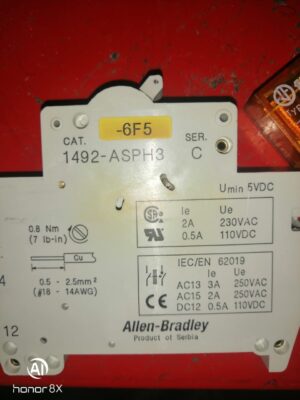 -6F5
CAT.
SER.
1492-ASPH3
C
Umin 5VDC
0.8 Nm
(7 lb-in)
Cu
0.5 - 2.5mm²
(#18 - 14AWG)
Ie Ue
2A 230VAC
0.5A 110VDC
IEC/EN 62019
AC13 3A 250VAC
AC15 2A 250VAC
DC12 0.5A 110VDC
CE
4
12
Allen-Bradley
Product of Serbia
AI
honor 8X